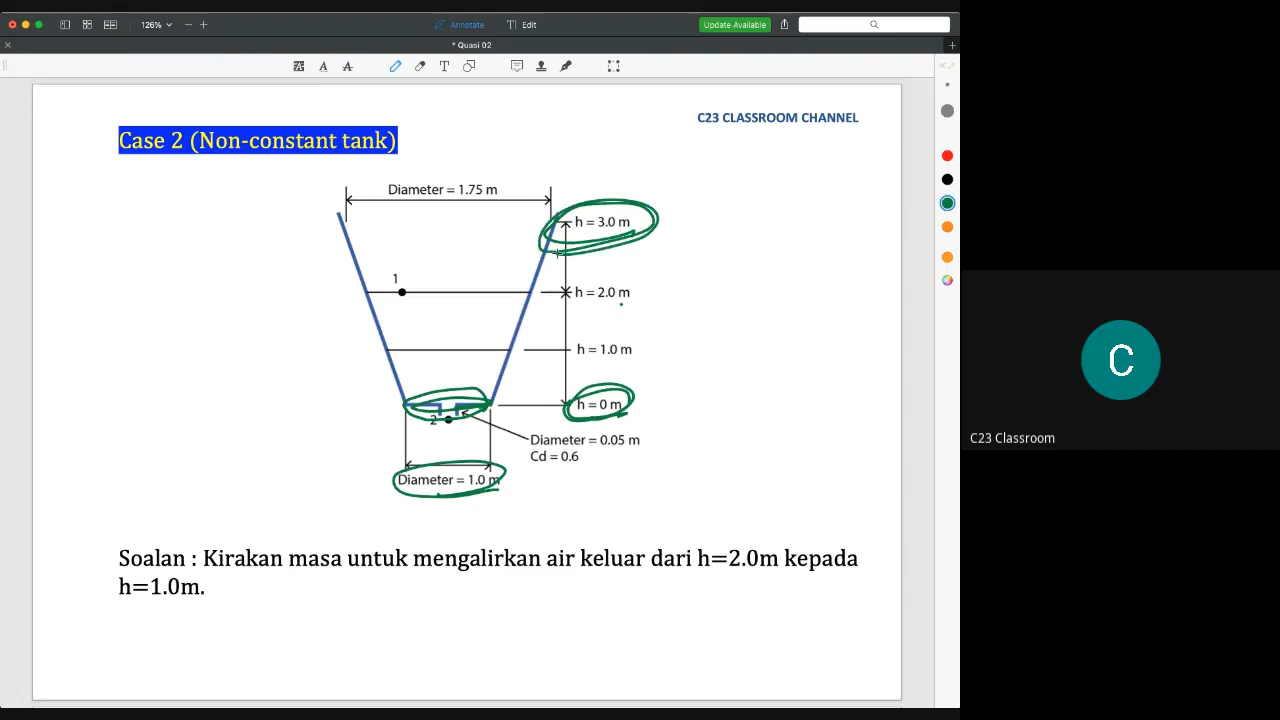 126%
Annotate
Edit
Update Available
* Quasi 02
C23 CLASSROOM CHANNEL
Case 2 (Non-constant tank)
Diameter = 1.75 m
h = 3.0 m
1
h = 2.0 m
h = 1.0 m
h = 0 m
2
Diameter = 0.05 m
Cd = 0.6
Diameter = 1.0 m
Soalan : Kirakan masa untuk mengalirkan air keluar dari h=2.0m kepada
h=1.0m.
C
C23 Classroom